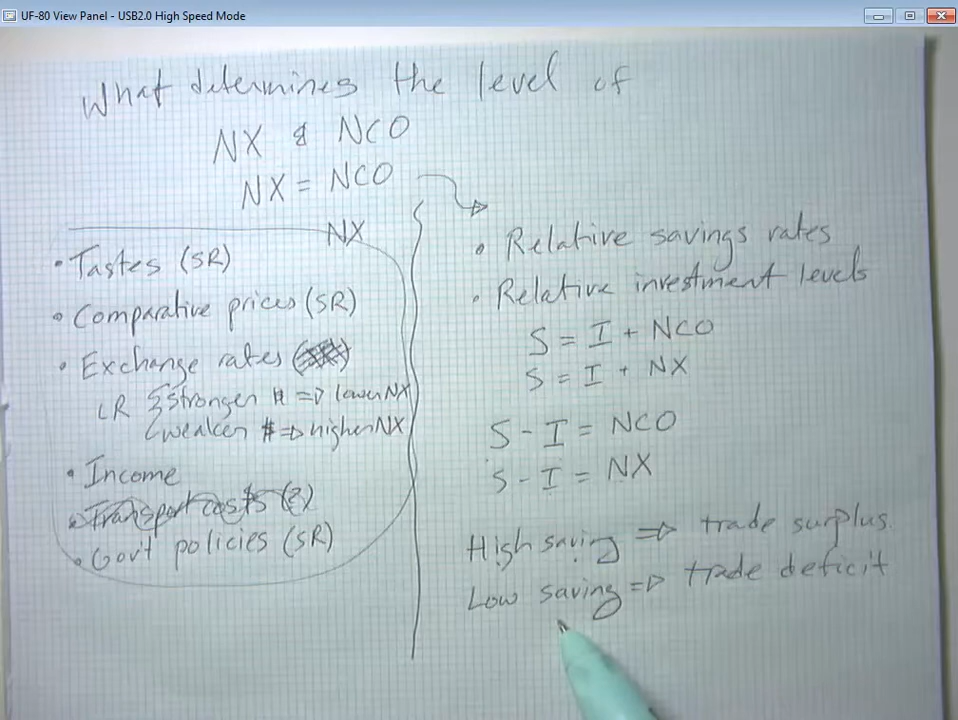 UF-80 View Panel - USB2.0 High Speed Mode
What determines the level of
NX & NCO
NX = NCO
NX
• Tastes (SR)
• Comparative prices (SR)
• Exchange rates
LR { stronger $ => lower NX
{ weaker $ => higher NX
• Income
• Transport costs (?)
• Gov't policies (SR)
• Relative savings rates
• Relative investment levels
S = I + NCO
S = I + NX
S - I = NCO
S - I = NX
High saving => trade surplus.
Low saving => trade deficit